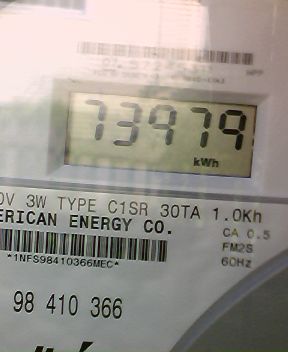 73979
kWh
0V 3W TYPE C1SR 30TA 1.0Kh
ERICAN ENERGY CO.
CA 0.5
FM2S
60Hz
*1NFS98410366MEC*
98 410 366